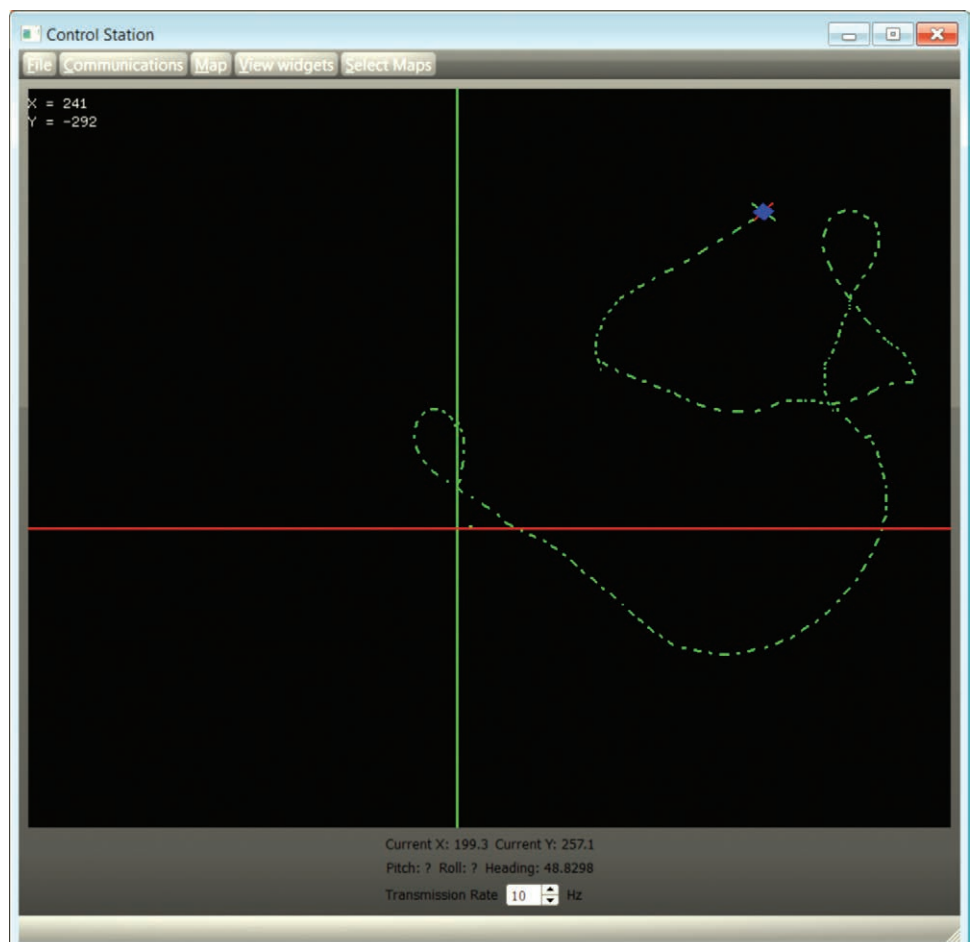 Control Station
File Communications Map View widgets Select Maps
X = 241
Y = -292
Current X: 199.3 Current Y: 257.1
Pitch: ? Roll: ? Heading: 48.8298
Transmission Rate 10 Hz